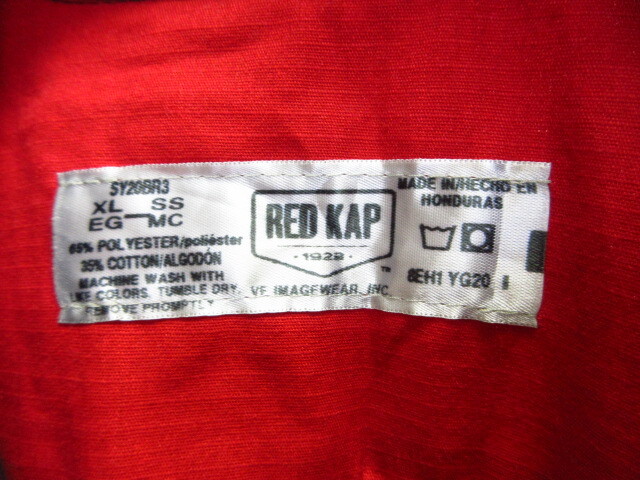 SY20BR3
XL SS
EG MC
65% POLYESTER/poliéster
35% COTTON/ALGODÓN
MACHINE WASH WITH
LIKE COLORS. TUMBLE DRY.
REMOVE PROMPTLY
RED KAP
·1923·
™
VF IMAGEWEAR, INC.
MADE IN/HECHO EN
HONDURAS
8EH1 YG20